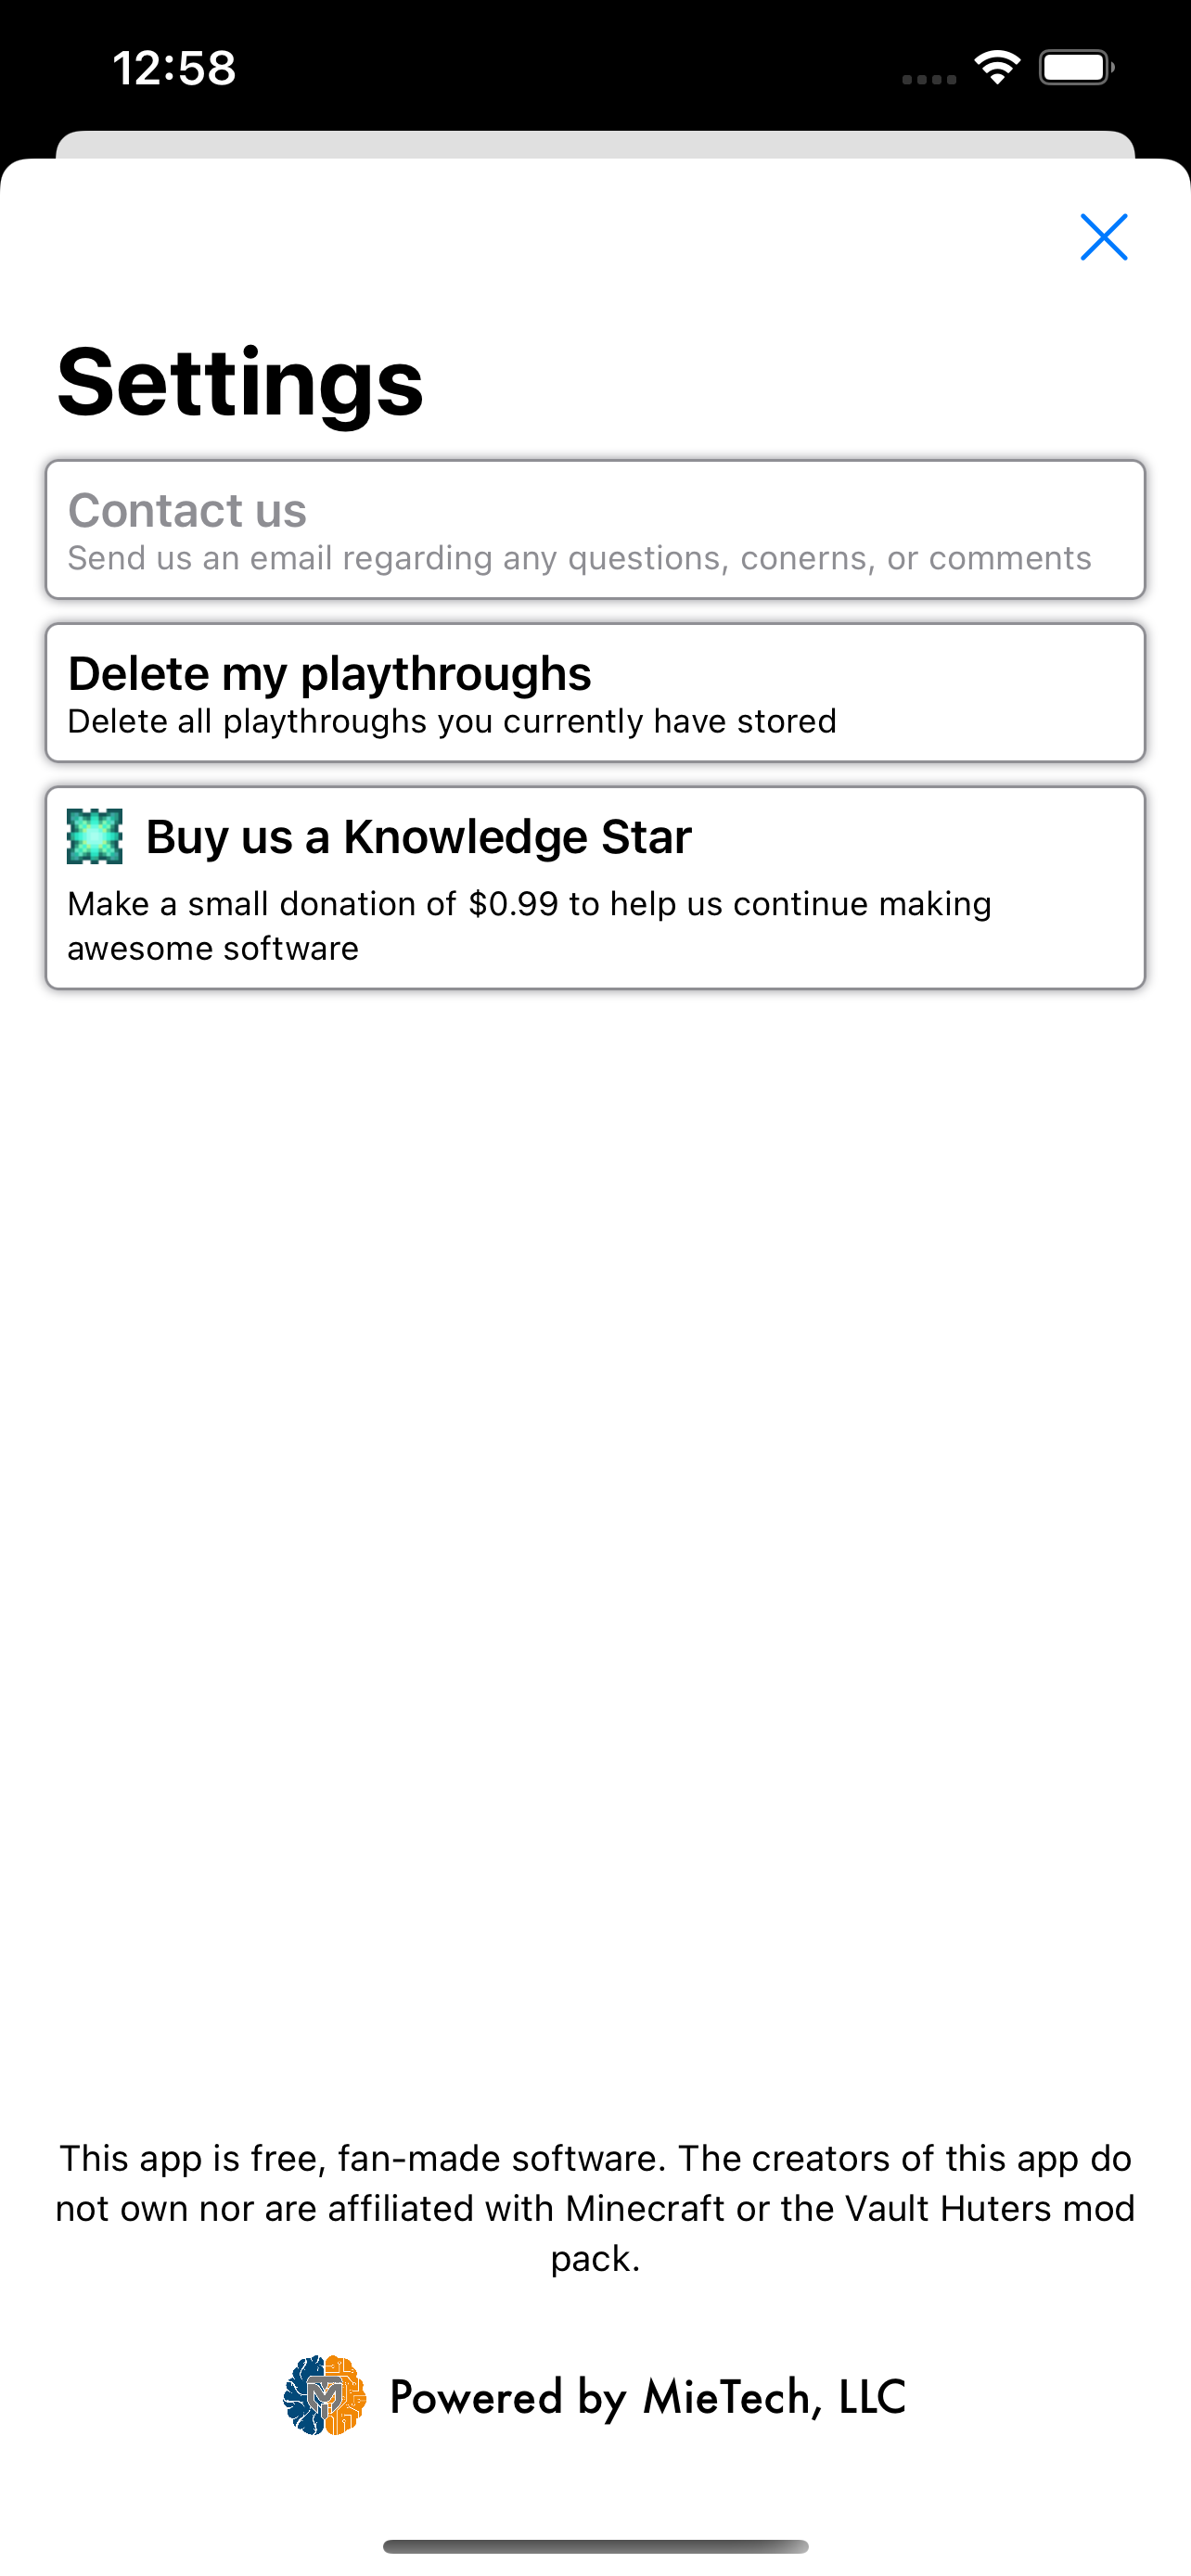 12:58
Settings
Contact us
Send us an email regarding any questions, conerns, or comments
Delete my playthroughs
Delete all playthroughs you currently have stored
Buy us a Knowledge Star
Make a small donation of $0.99 to help us continue making
awesome software
This app is free, fan-made software. The creators of this app do
not own nor are affiliated with Minecraft or the Vault Huters mod
pack.
Powered by MieTech, LLC